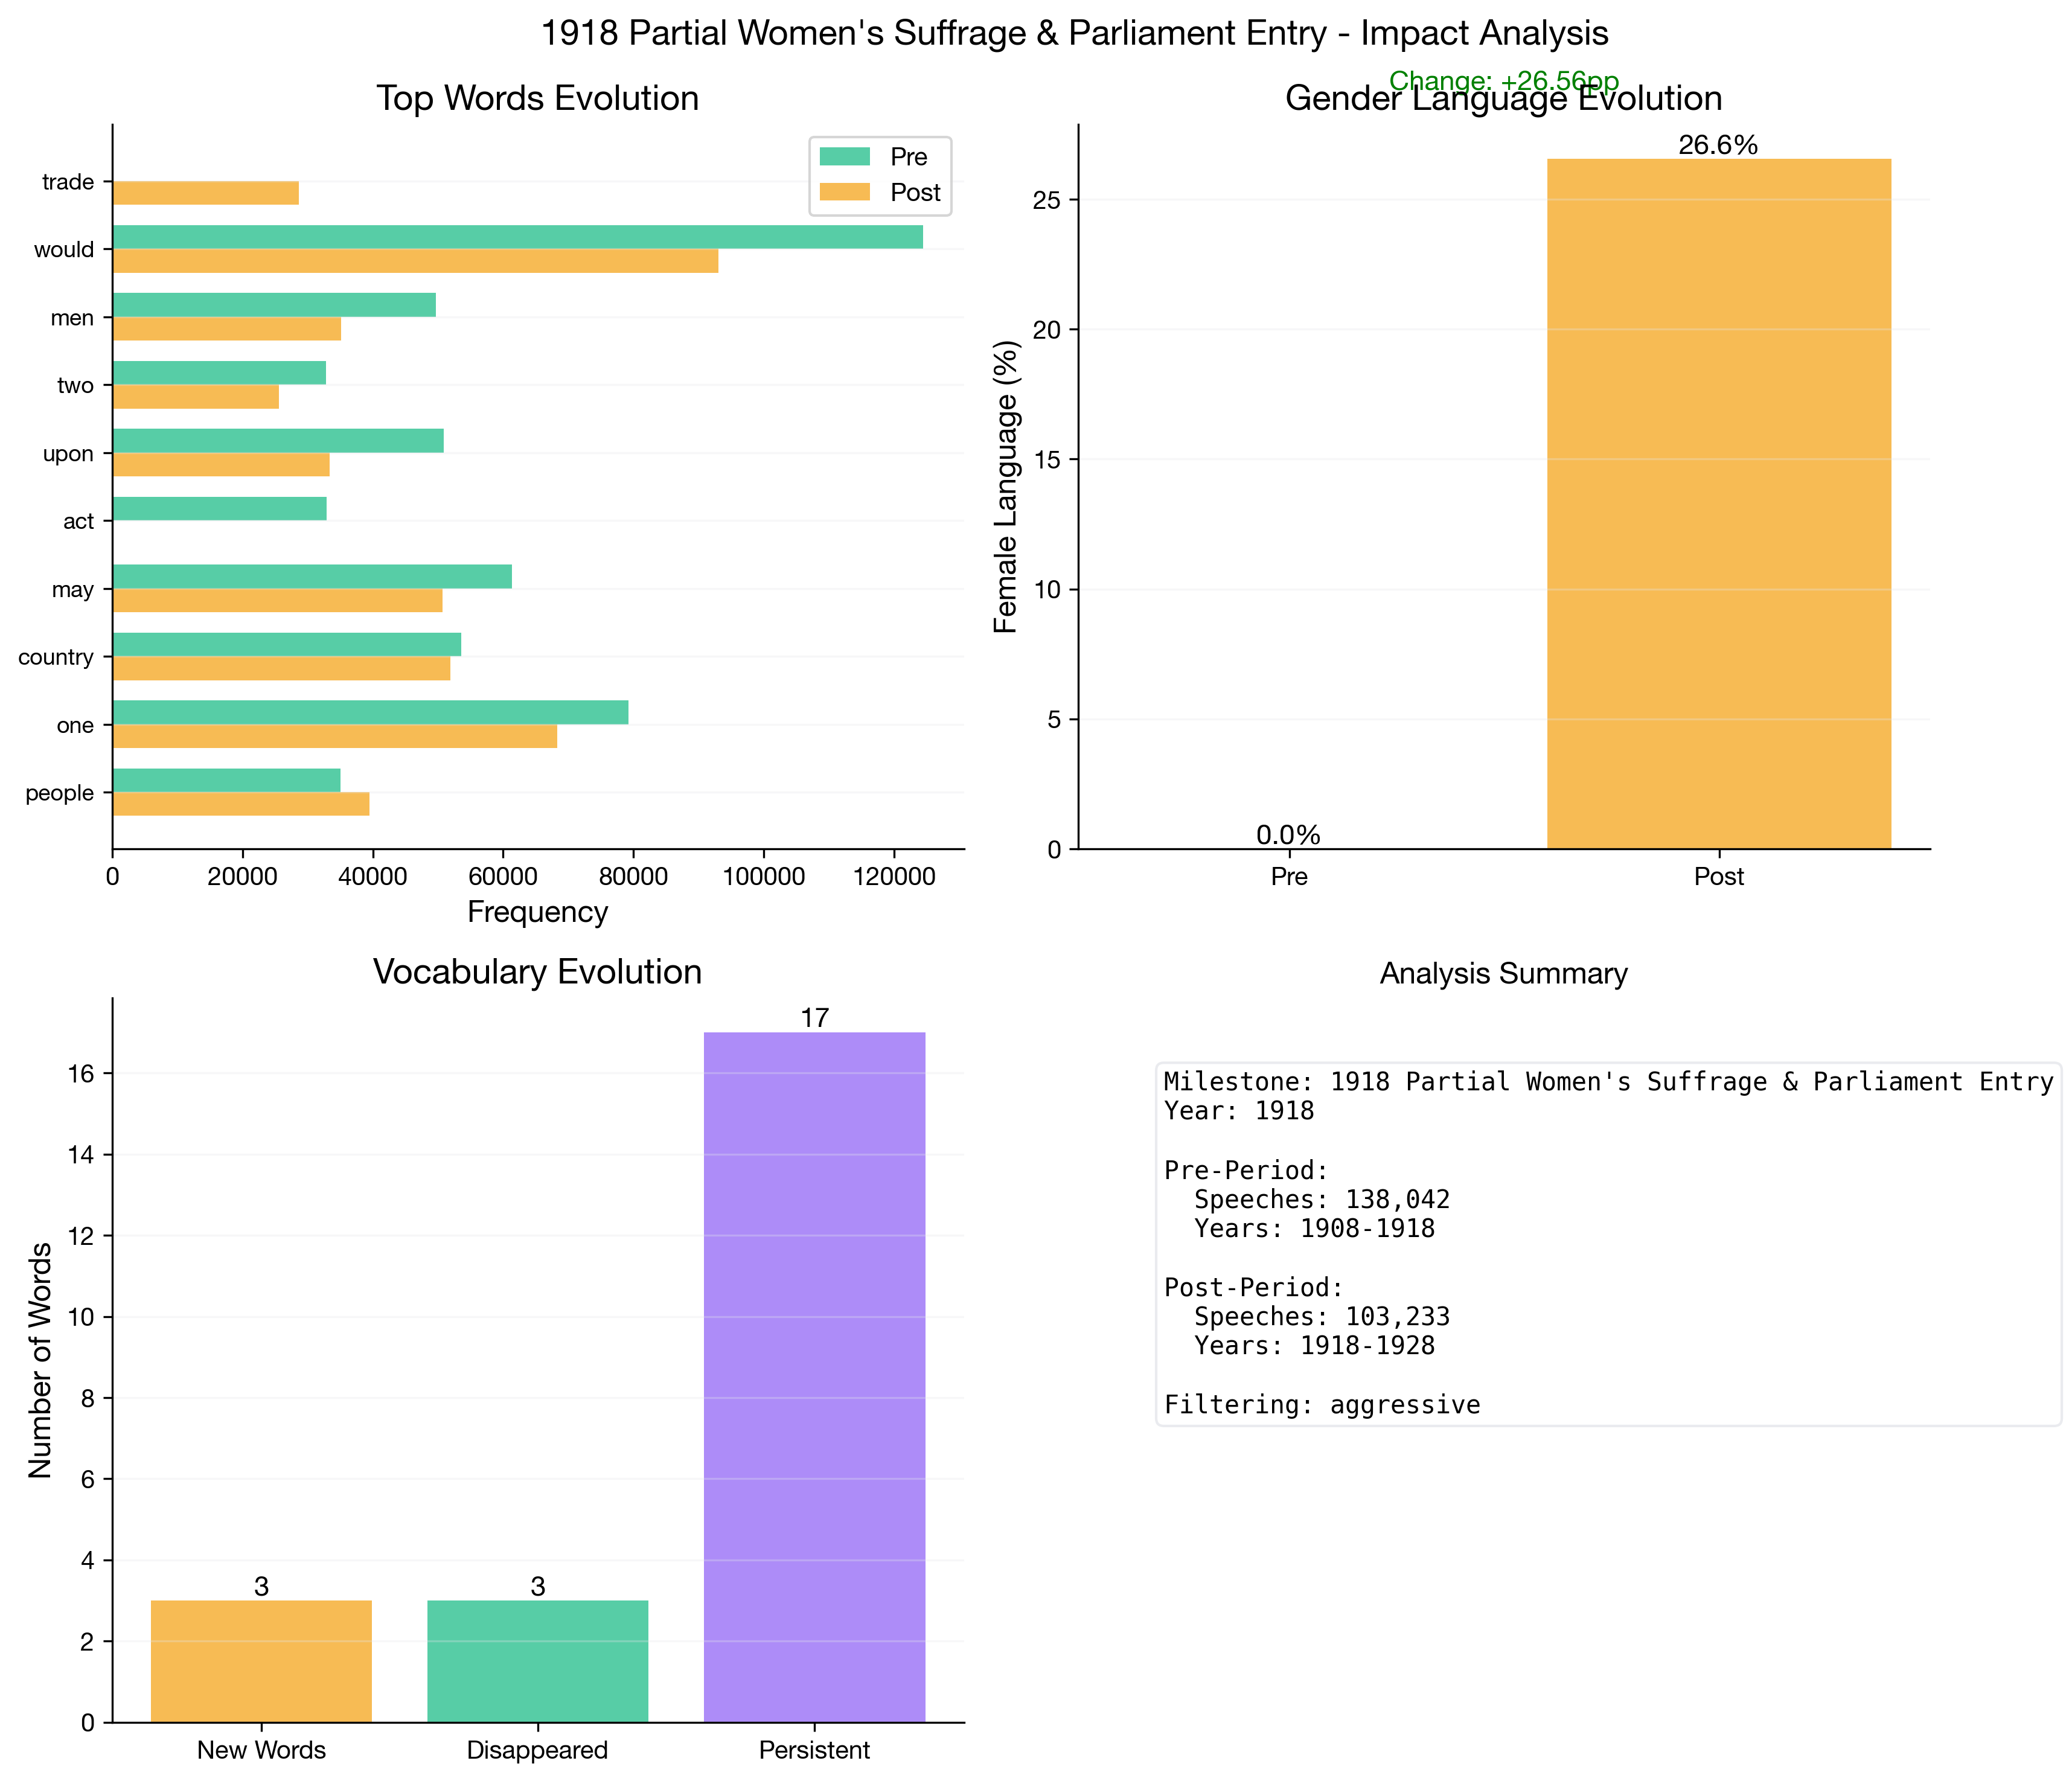 1918 Partial Women's Suffrage & Parliament Entry - Impact Analysis
Top Words Evolution
Pre
Post
trade
would
men
two
upon
act
may
country
one
people
0 20000 40000 60000 80000 100000 120000
Frequency
Change: +26.56pp
Gender Language Evolution
Female Language (%)
26.6%
25
20
15
10
5
0
0.0%
Pre Post
Vocabulary Evolution
Number of Words
17
16
14
12
10
8
6
4
3 3
2
0
New Words Disappeared Persistent
Analysis Summary
Milestone: 1918 Partial Women's Suffrage & Parliament Entry
Year: 1918
Pre-Period:
Speeches: 138,042
Years: 1908-1918
Post-Period:
Speeches: 103,233
Years: 1918-1928
Filtering: aggressive